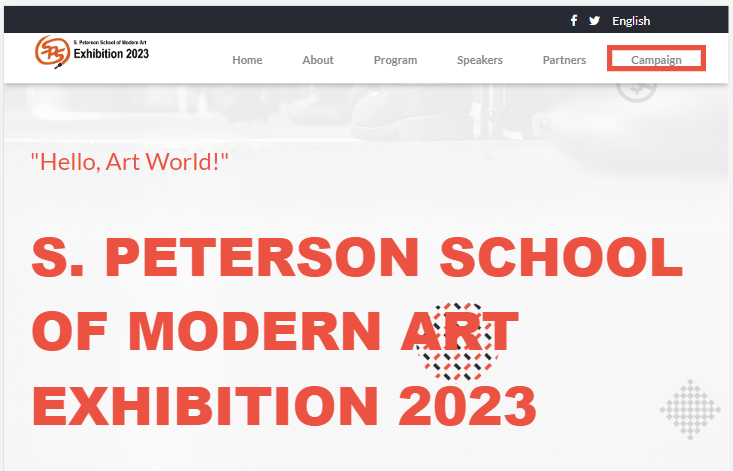 English
SPS
S. Peterson School of Modern Art
Exhibition 2023
Home About Program Speakers Partners Campaign
"Hello, Art World!"
S. PETERSON SCHOOL
OF MODERN ART
EXHIBITION 2023